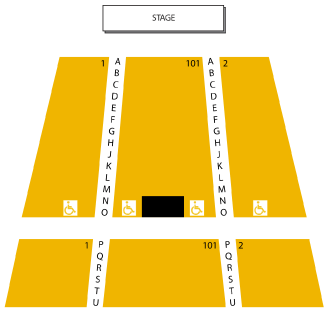 STAGE
1 A 101 A 2
B B
C C
D D
E E
F F
G G
H H
J J
K K
L L
M M
N N
O O
1 P 101 P 2
Q Q
R R
S S
T T
U U